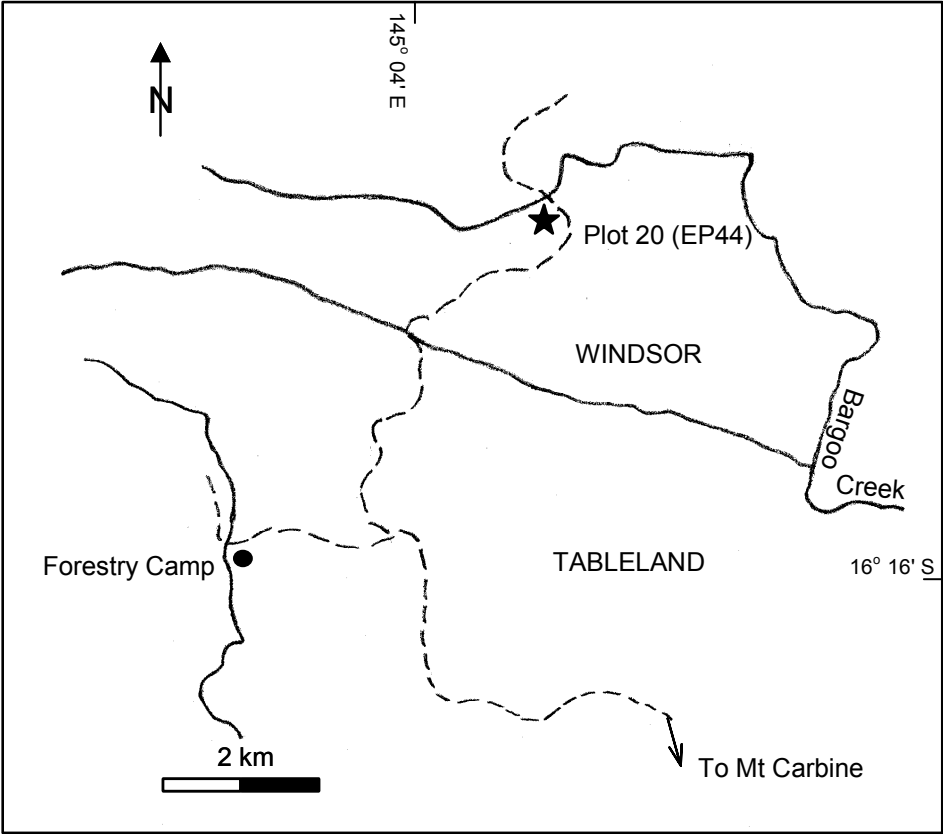 145° 04' E
N
Plot 20 (EP44)
WINDSOR
Bargoo
Creek
Forestry Camp
TABLELAND
16° 16' S
2 km
To Mt Carbine